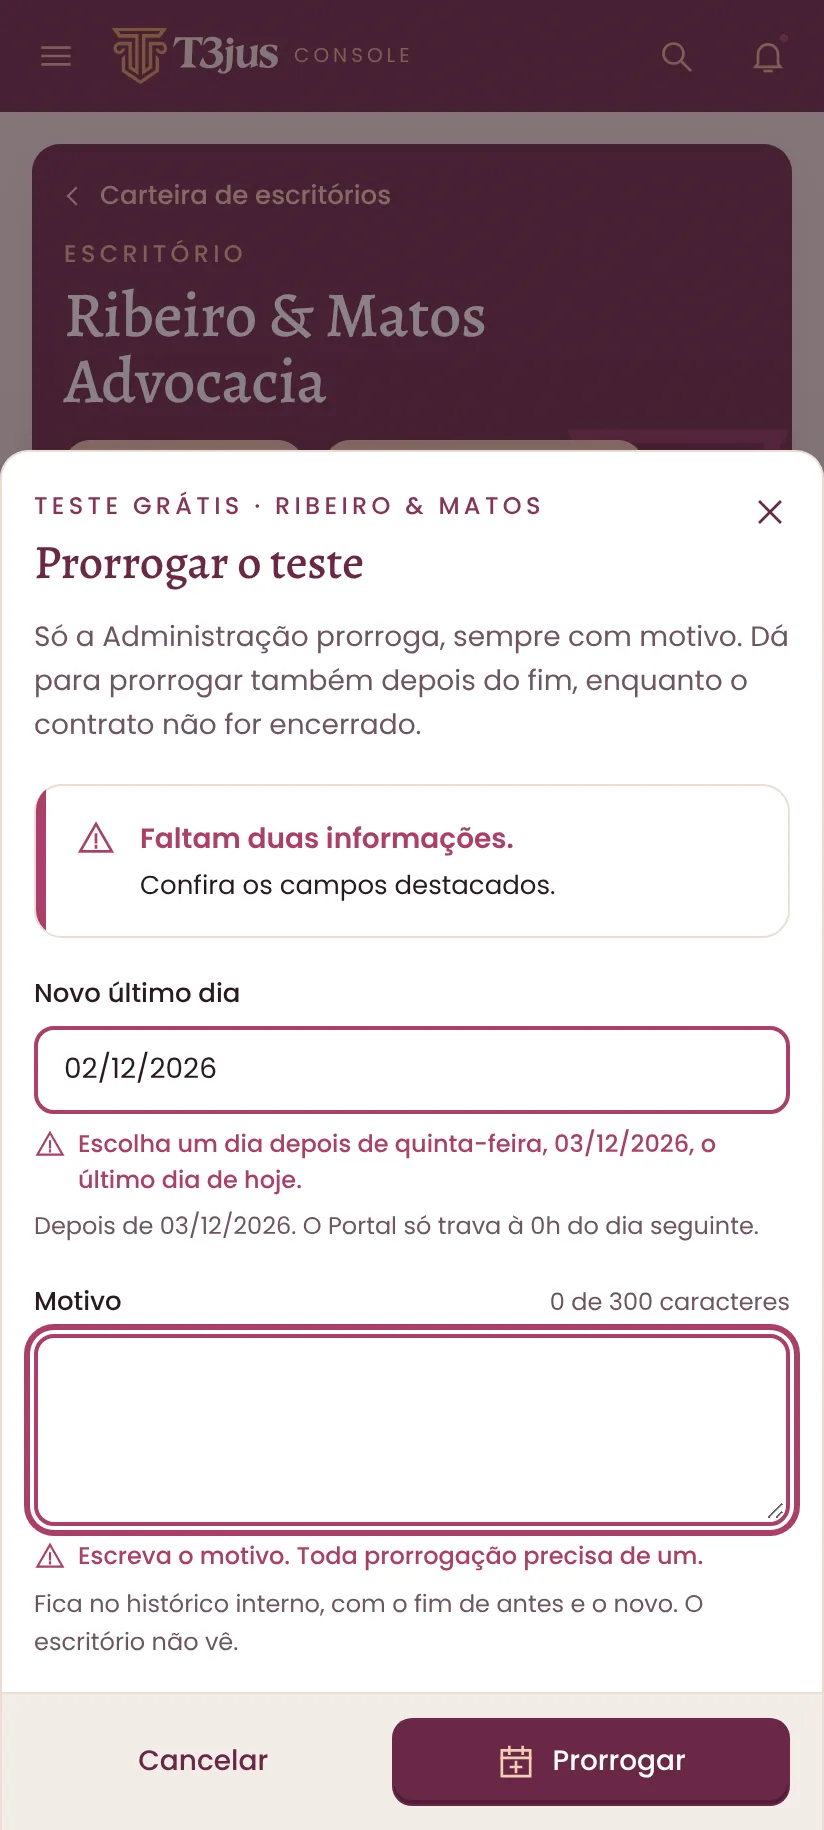 T3jus CONSOLE
Carteira de escritórios
ESCRITÓRIO
Ribeiro & Matos
Advocacia
TESTE GRÁTIS · RIBEIRO & MATOS
Prorrogar o teste
Só a Administração prorroga, sempre com motivo. Dá
para prorrogar também depois do fim, enquanto o
contrato não for encerrado.
Faltam duas informações.
Confira os campos destacados.
Novo último dia
02/12/2026
Escolha um dia depois de quinta-feira, 03/12/2026, o
último dia de hoje.
Depois de 03/12/2026. O Portal só trava à 0h do dia seguinte.
Motivo 0 de 300 caracteres
Escreva o motivo. Toda prorrogação precisa de um.
Fica no histórico interno, com o fim de antes e o novo. O
escritório não vê.
Cancelar Prorrogar